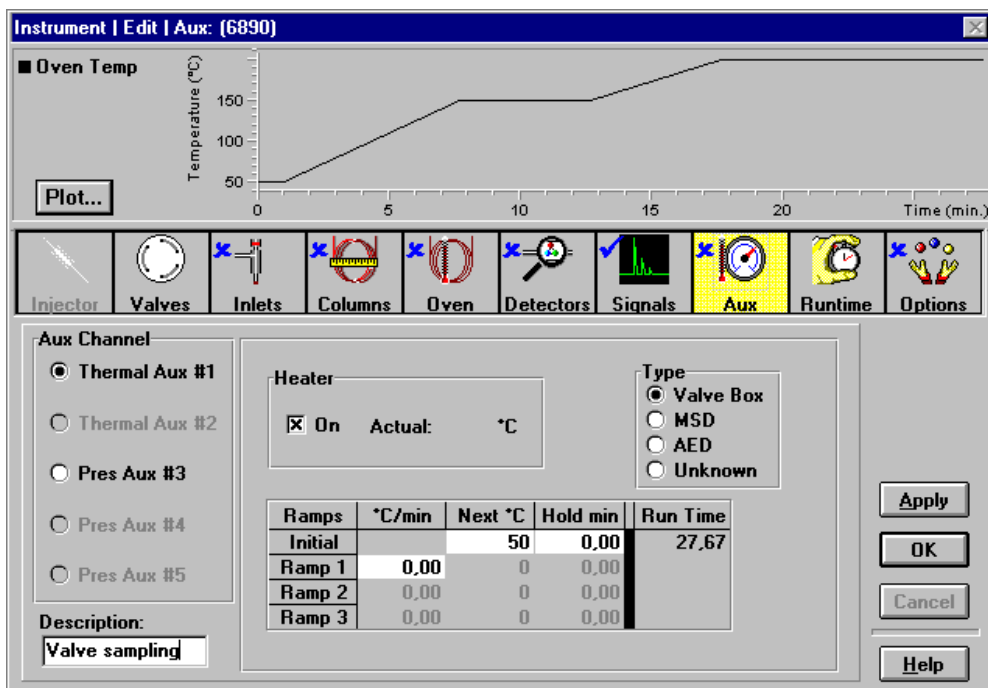 Instrument | Edit | Aux: (6890)
Oven Temp
Temperature (°C)
150
100
50
Plot...
0 5 10 15 20 Time (min.)
Injector Valves Inlets Columns Oven Detectors Signals Aux Runtime Options
Aux Channel
Thermal Aux #1
Thermal Aux #2
Pres Aux #3
Pres Aux #4
Pres Aux #5
Description:
Valve sampling
Heater
On Actual: °C
Type
Valve Box
MSD
AED
Unknown
Ramps °C/min Next °C Hold min Run Time
Initial 50 0,00 27,67
Ramp 1 0,00 0 0,00
Ramp 2 0,00 0 0,00
Ramp 3 0,00 0 0,00
Apply
OK
Cancel
Help